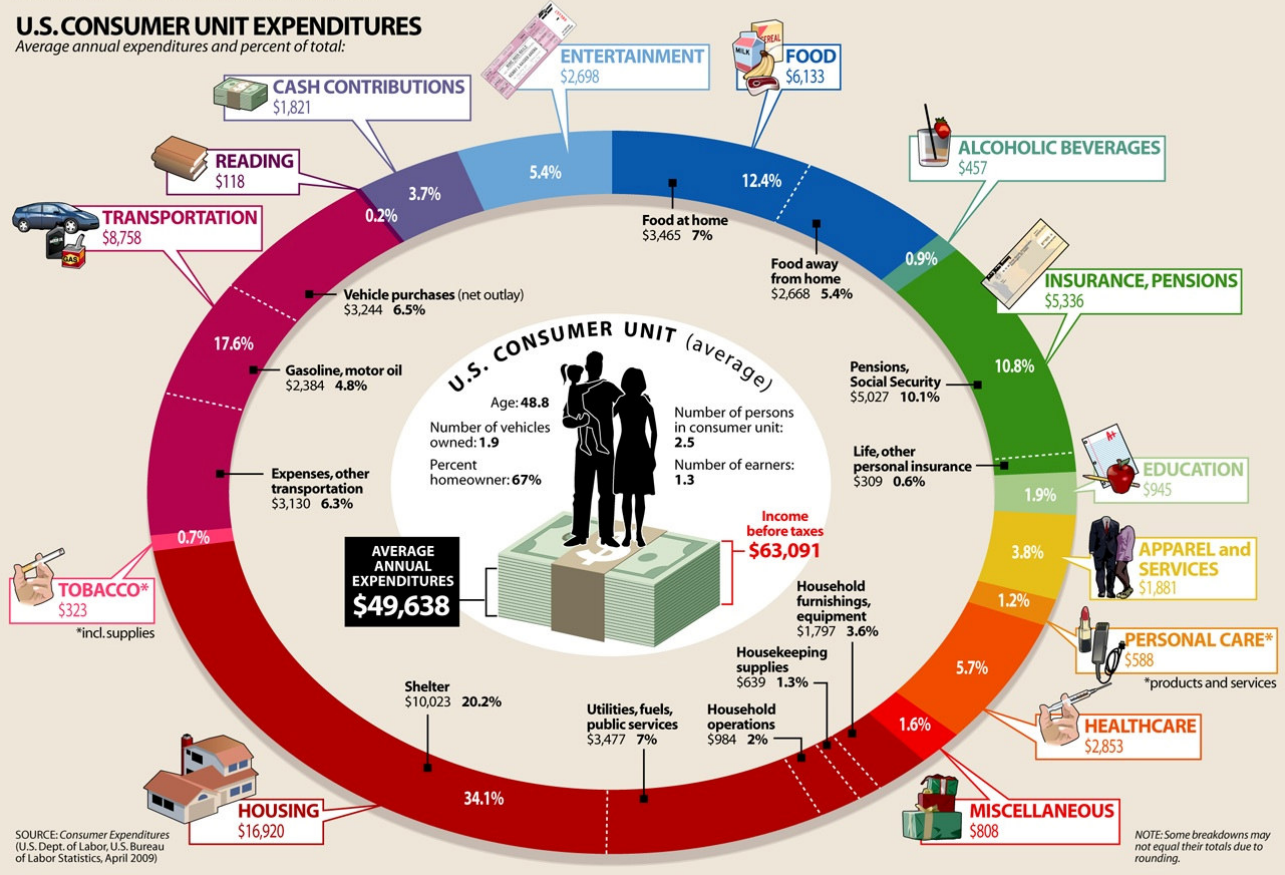 U.S. CONSUMER UNIT EXPENDITURES
Average annual expenditures and percent of total:
ENTERTAINMENT
$2,698
5.4%
MILK
CEREAL
FOOD
$6,133
12.4%
Food at home
$3,465 7%
Food away
from home
$2,668 5.4%
ALCOHOLIC BEVERAGES
$457
0.9%
INSURANCE, PENSIONS
$5,336
10.8%
Pensions,
Social Security
$5,027 10.1%
Life, other
personal insurance
$309 0.6%
A+
EDUCATION
$945
1.9%
APPAREL and
SERVICES
$1,881
3.8%
PERSONAL CARE*
$588
*products and services
1.2%
HEALTHCARE
$2,853
5.7%
MISCELLANEOUS
$808
1.6%
HOUSING
$16,920
34.1%
Household
furnishings,
equipment
$1,797 3.6%
Housekeeping
supplies
$639 1.3%
Household
operations
$984 2%
Utilities, fuels,
public services
$3,477 7%
Shelter
$10,023 20.2%
TOBACCO*
$323
*incl. supplies
0.7%
GAS
TRANSPORTATION
$8,758
17.6%
Vehicle purchases (net outlay)
$3,244 6.5%
Gasoline, motor oil
$2,384 4.8%
Expenses, other
transportation
$3,130 6.3%
READING
$118
0.2%
CASH CONTRIBUTIONS
$1,821
3.7%
U.S. CONSUMER UNIT (average)
Age: 48.8
Number of vehicles
owned: 1.9
Percent
homeowner: 67%
Number of persons
in consumer unit:
2.5
Number of earners:
1.3
Income
before taxes
$63,091
AVERAGE
ANNUAL
EXPENDITURES
$49,638
$
SOURCE: Consumer Expenditures
(U.S. Dept. of Labor, U.S. Bureau
of Labor Statistics, April 2009)
NOTE: Some breakdowns may
not equal their totals due to
rounding.